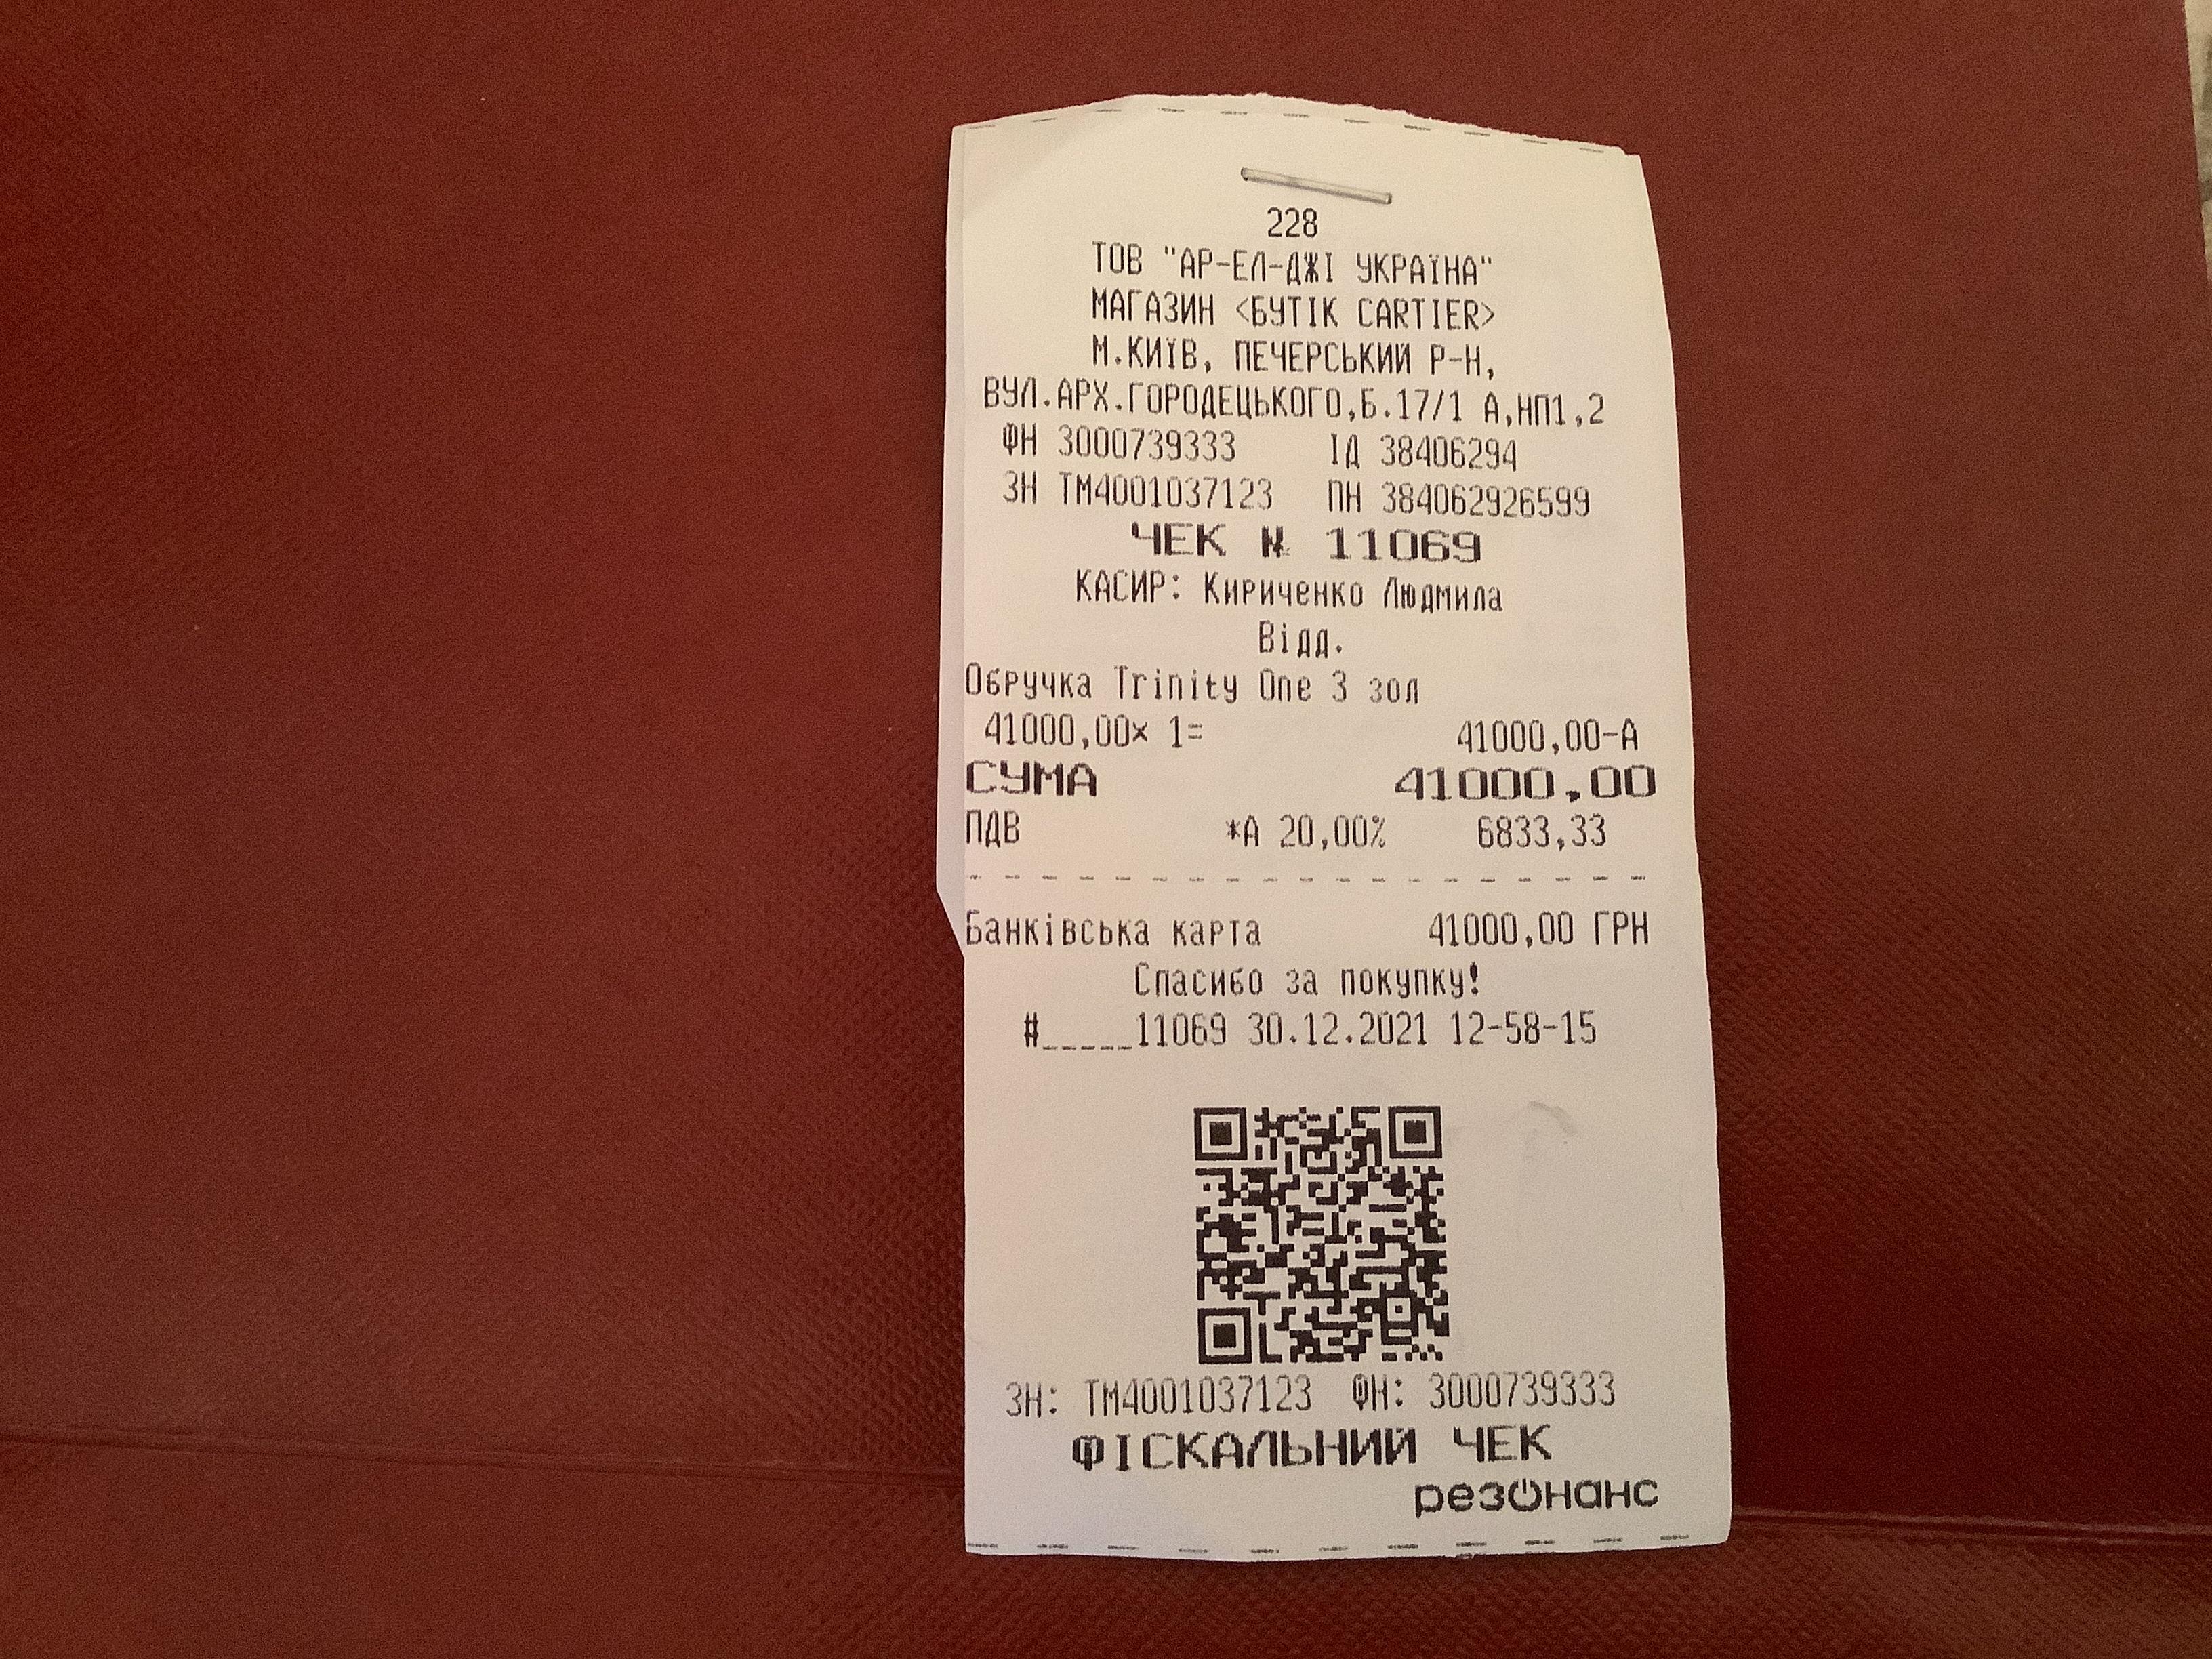 228
ТОВ "АР-ЕЛ-ДЖІ УКРАЇНА"
МАГАЗИН <БУТІК CARTIER>
М.КИЇВ, ПЕЧЕРСЬКИЙ Р-Н,
ВУЛ.АРХ.ГОРОДЕЦЬКОГО,Б.17/1 А,НП1,2
ФН 3000739333 ІД 38406294
ЗН ТМ4001037123 ПН 384062926599
ЧЕК № 11069
КАСИР: Кириченко Людмила
Відд.
Обручка Trinity One 3 зол
41000,00× 1= 41000,00-А
СУМА 41000,00
ПДВ *А 20,00% 6833,33
Банківська карта 41000,00 ГРН
Спасибо за покупку!
#_____11069 30.12.2021 12-58-15
ЗН: ТМ4001037123 ФН: 3000739333
ФІСКАЛЬНИЙ ЧЕК
резонанс